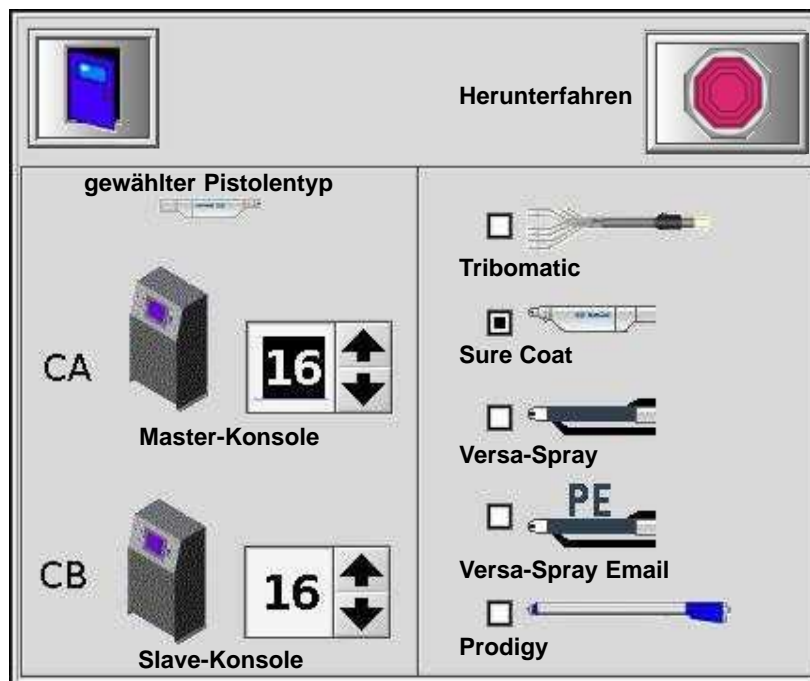 Herunterfahren
gewählter Pistolentyp
CA
16
Master-Konsole
CB
16
Slave-Konsole
Tribomatic
Sure Coat
Versa-Spray
PE
Versa-Spray Email
Prodigy